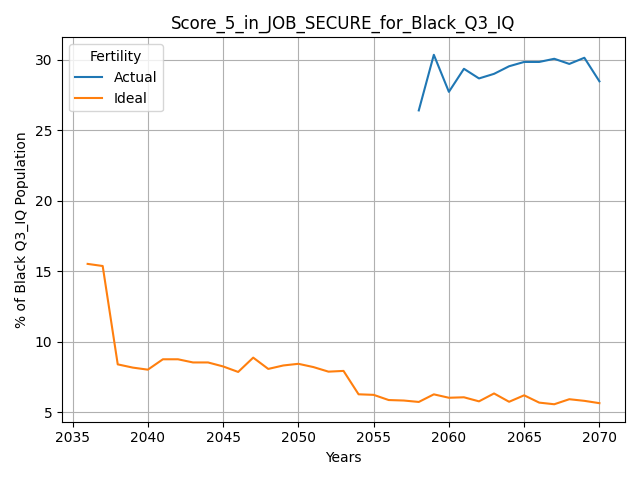 Score_5_in_JOB_SECURE_for_Black_Q3_IQ
Fertility
Actual
Ideal
% of Black Q3_IQ Population
30
25
20
15
10
5
2035 2040 2045 2050 2055 2060 2065 2070
Years